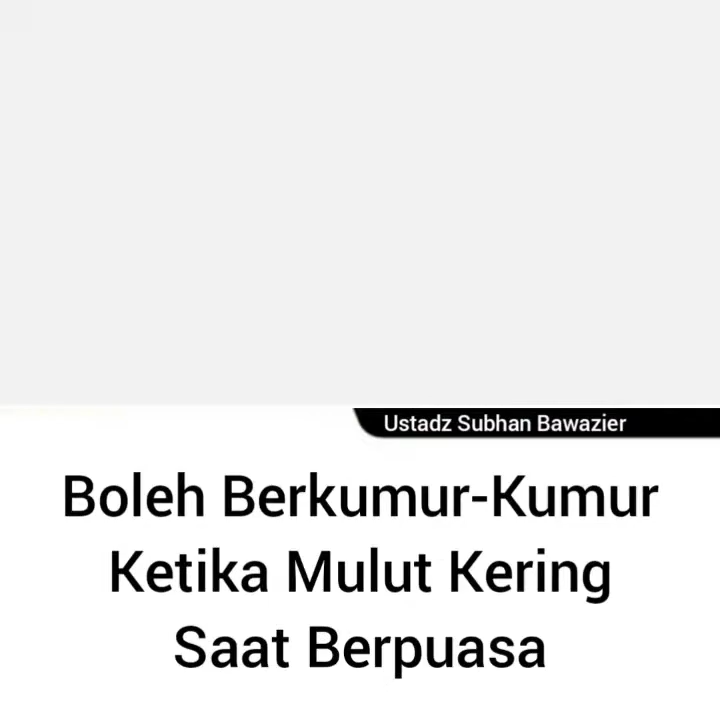 Ustadz Subhan Bawazier
Boleh Berkumur-Kumur
Ketika Mulut Kering
Saat Berpuasa